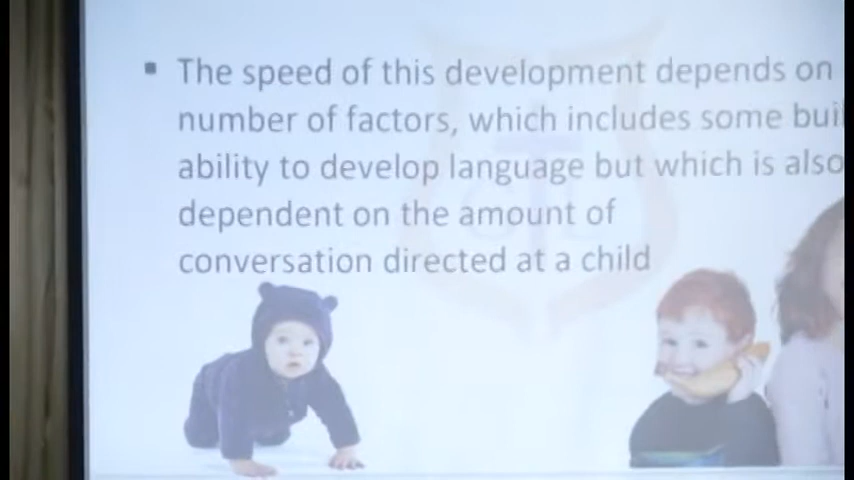 ▪ The speed of this development depends on
number of factors, which includes some
ability to develop language but which is also
dependent on the amount of
conversation directed at a child